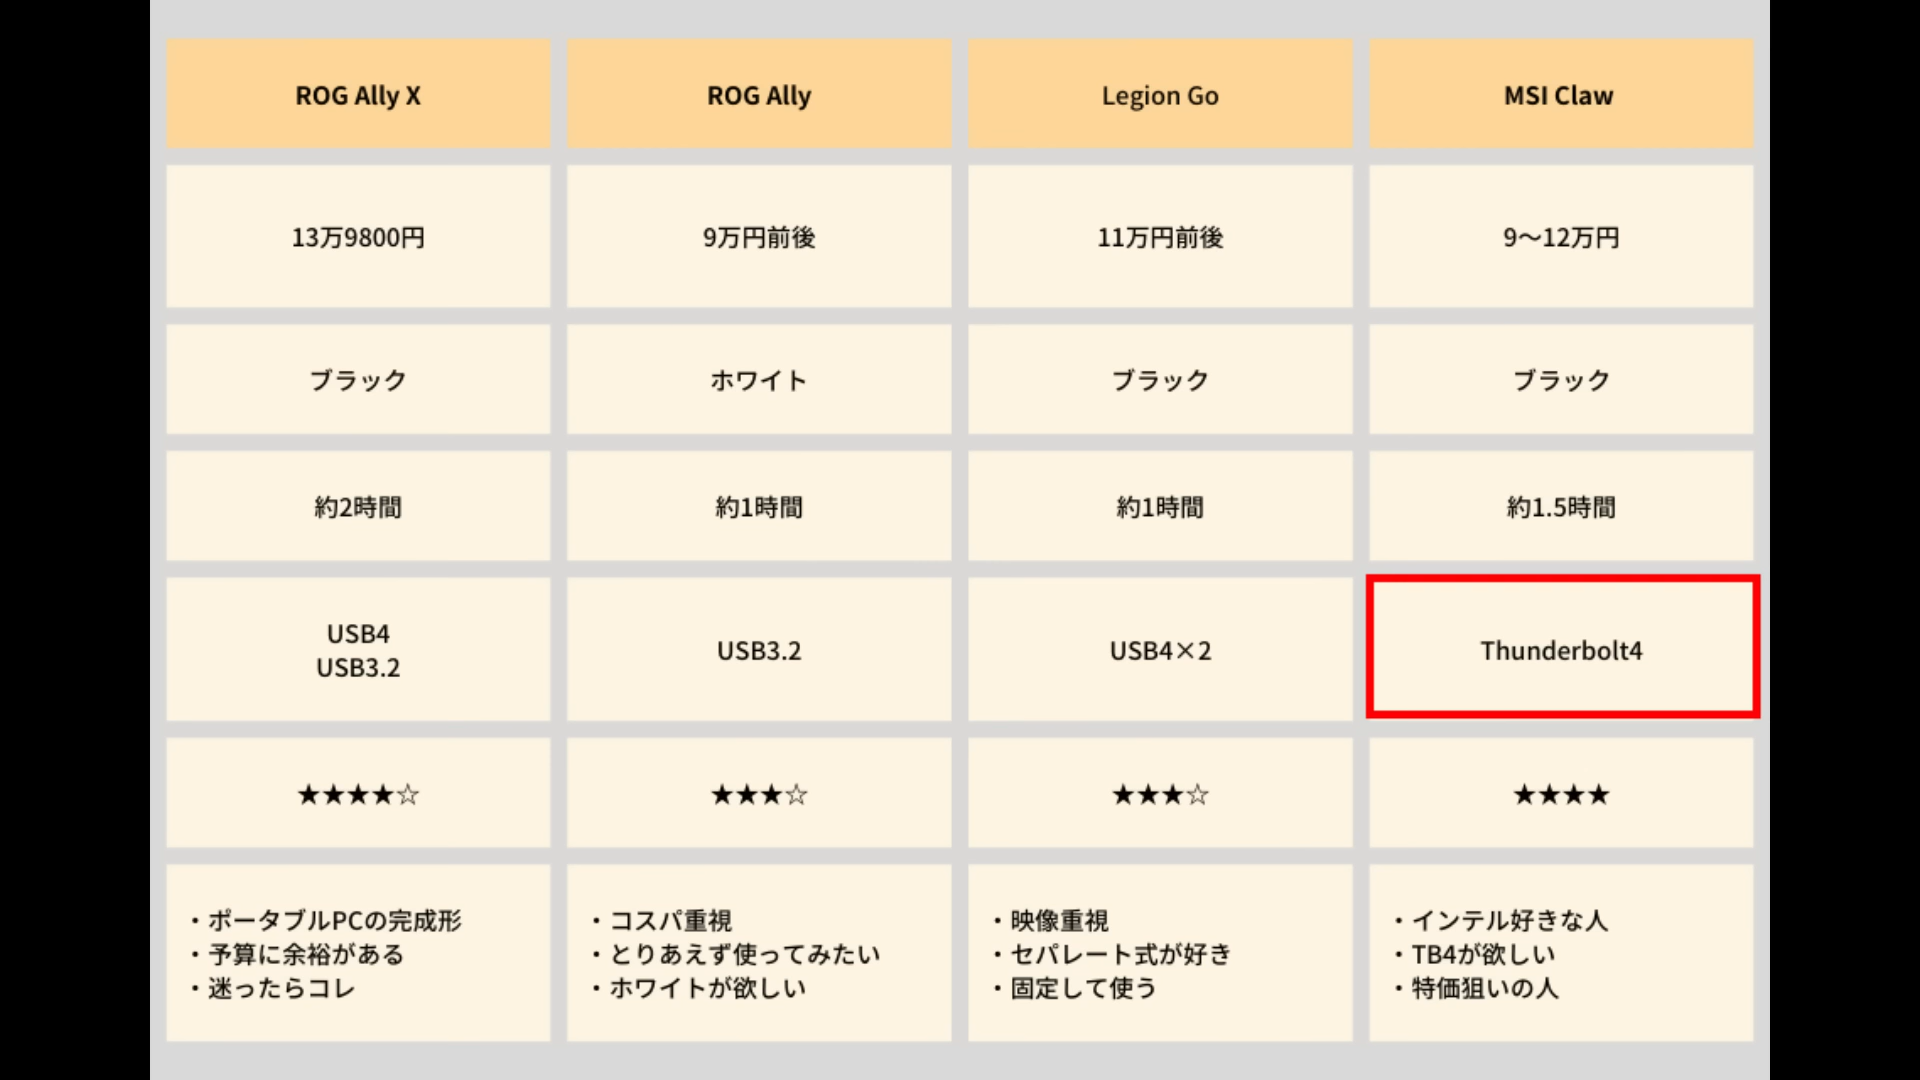 ROG Ally X
ROG Ally
Legion Go
MSI Claw
13万9800円
9万円前後
11万円前後
9〜12万円
ブラック
ホワイト
ブラック
ブラック
約2時間
約1時間
約1時間
約1.5時間
USB4
USB3.2
USB3.2
USB4×2
Thunderbolt4
★★★★☆
★★★☆
★★★☆
★★★★
・ポータブルPCの完成形
・予算に余裕がある
・迷ったらコレ
・コスパ重視
・とりあえず使ってみたい
・ホワイトが欲しい
・映像重視
・セパレート式が好き
・固定して使う
・インテル好きな人
・TB4が欲しい
・特価狙いの人